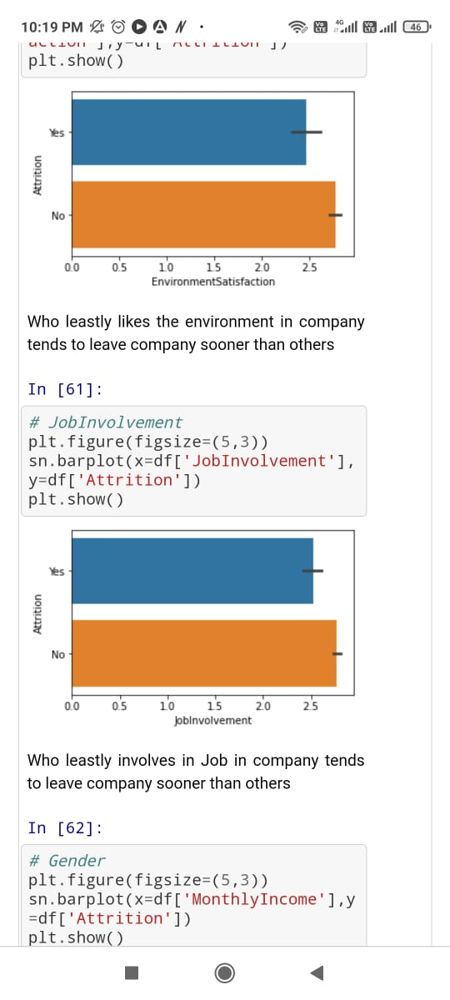 10:19 PM
4G
Vo LTE
Vo LTE
46
plt.show()
Yes
Attrition
No
0.0 0.5 1.0 1.5 2.0 2.5
EnvironmentSatisfaction
Who leastly likes the environment in company
tends to leave company sooner than others
In [61]:
# JobInvolvement
plt.figure(figsize=(5,3))
sn.barplot(x=df['JobInvolvement'],
y=df['Attrition'])
plt.show()
Yes
Attrition
No
0.0 0.5 1.0 1.5 2.0 2.5
JobInvolvement
Who leastly involves in Job in company tends
to leave company sooner than others
In [62]:
# Gender
plt.figure(figsize=(5,3))
sn.barplot(x=df['MonthlyIncome'],y
=df['Attrition'])
plt.show()